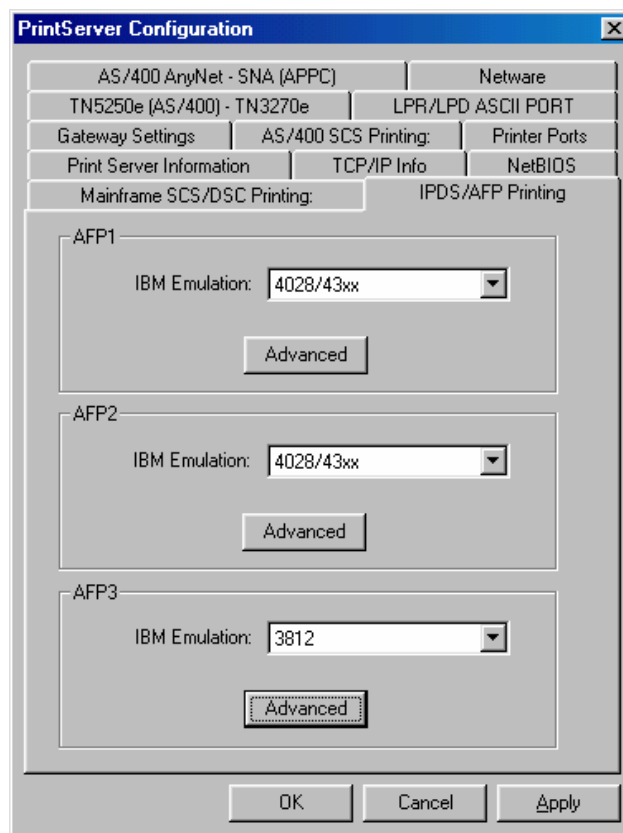 PrintServer Configuration
AS/400 AnyNet - SNA (APPC) Netware
TN5250e (AS/400) - TN3270e LPR/LPD ASCII PORT
Gateway Settings AS/400 SCS Printing: Printer Ports
Print Server Information TCP/IP Info NetBIOS
Mainframe SCS/DSC Printing: IPDS/AFP Printing
AFP1
IBM Emulation: 4028/43xx
Advanced
AFP2
IBM Emulation: 4028/43xx
Advanced
AFP3
IBM Emulation: 3812
Advanced
OK Cancel Apply